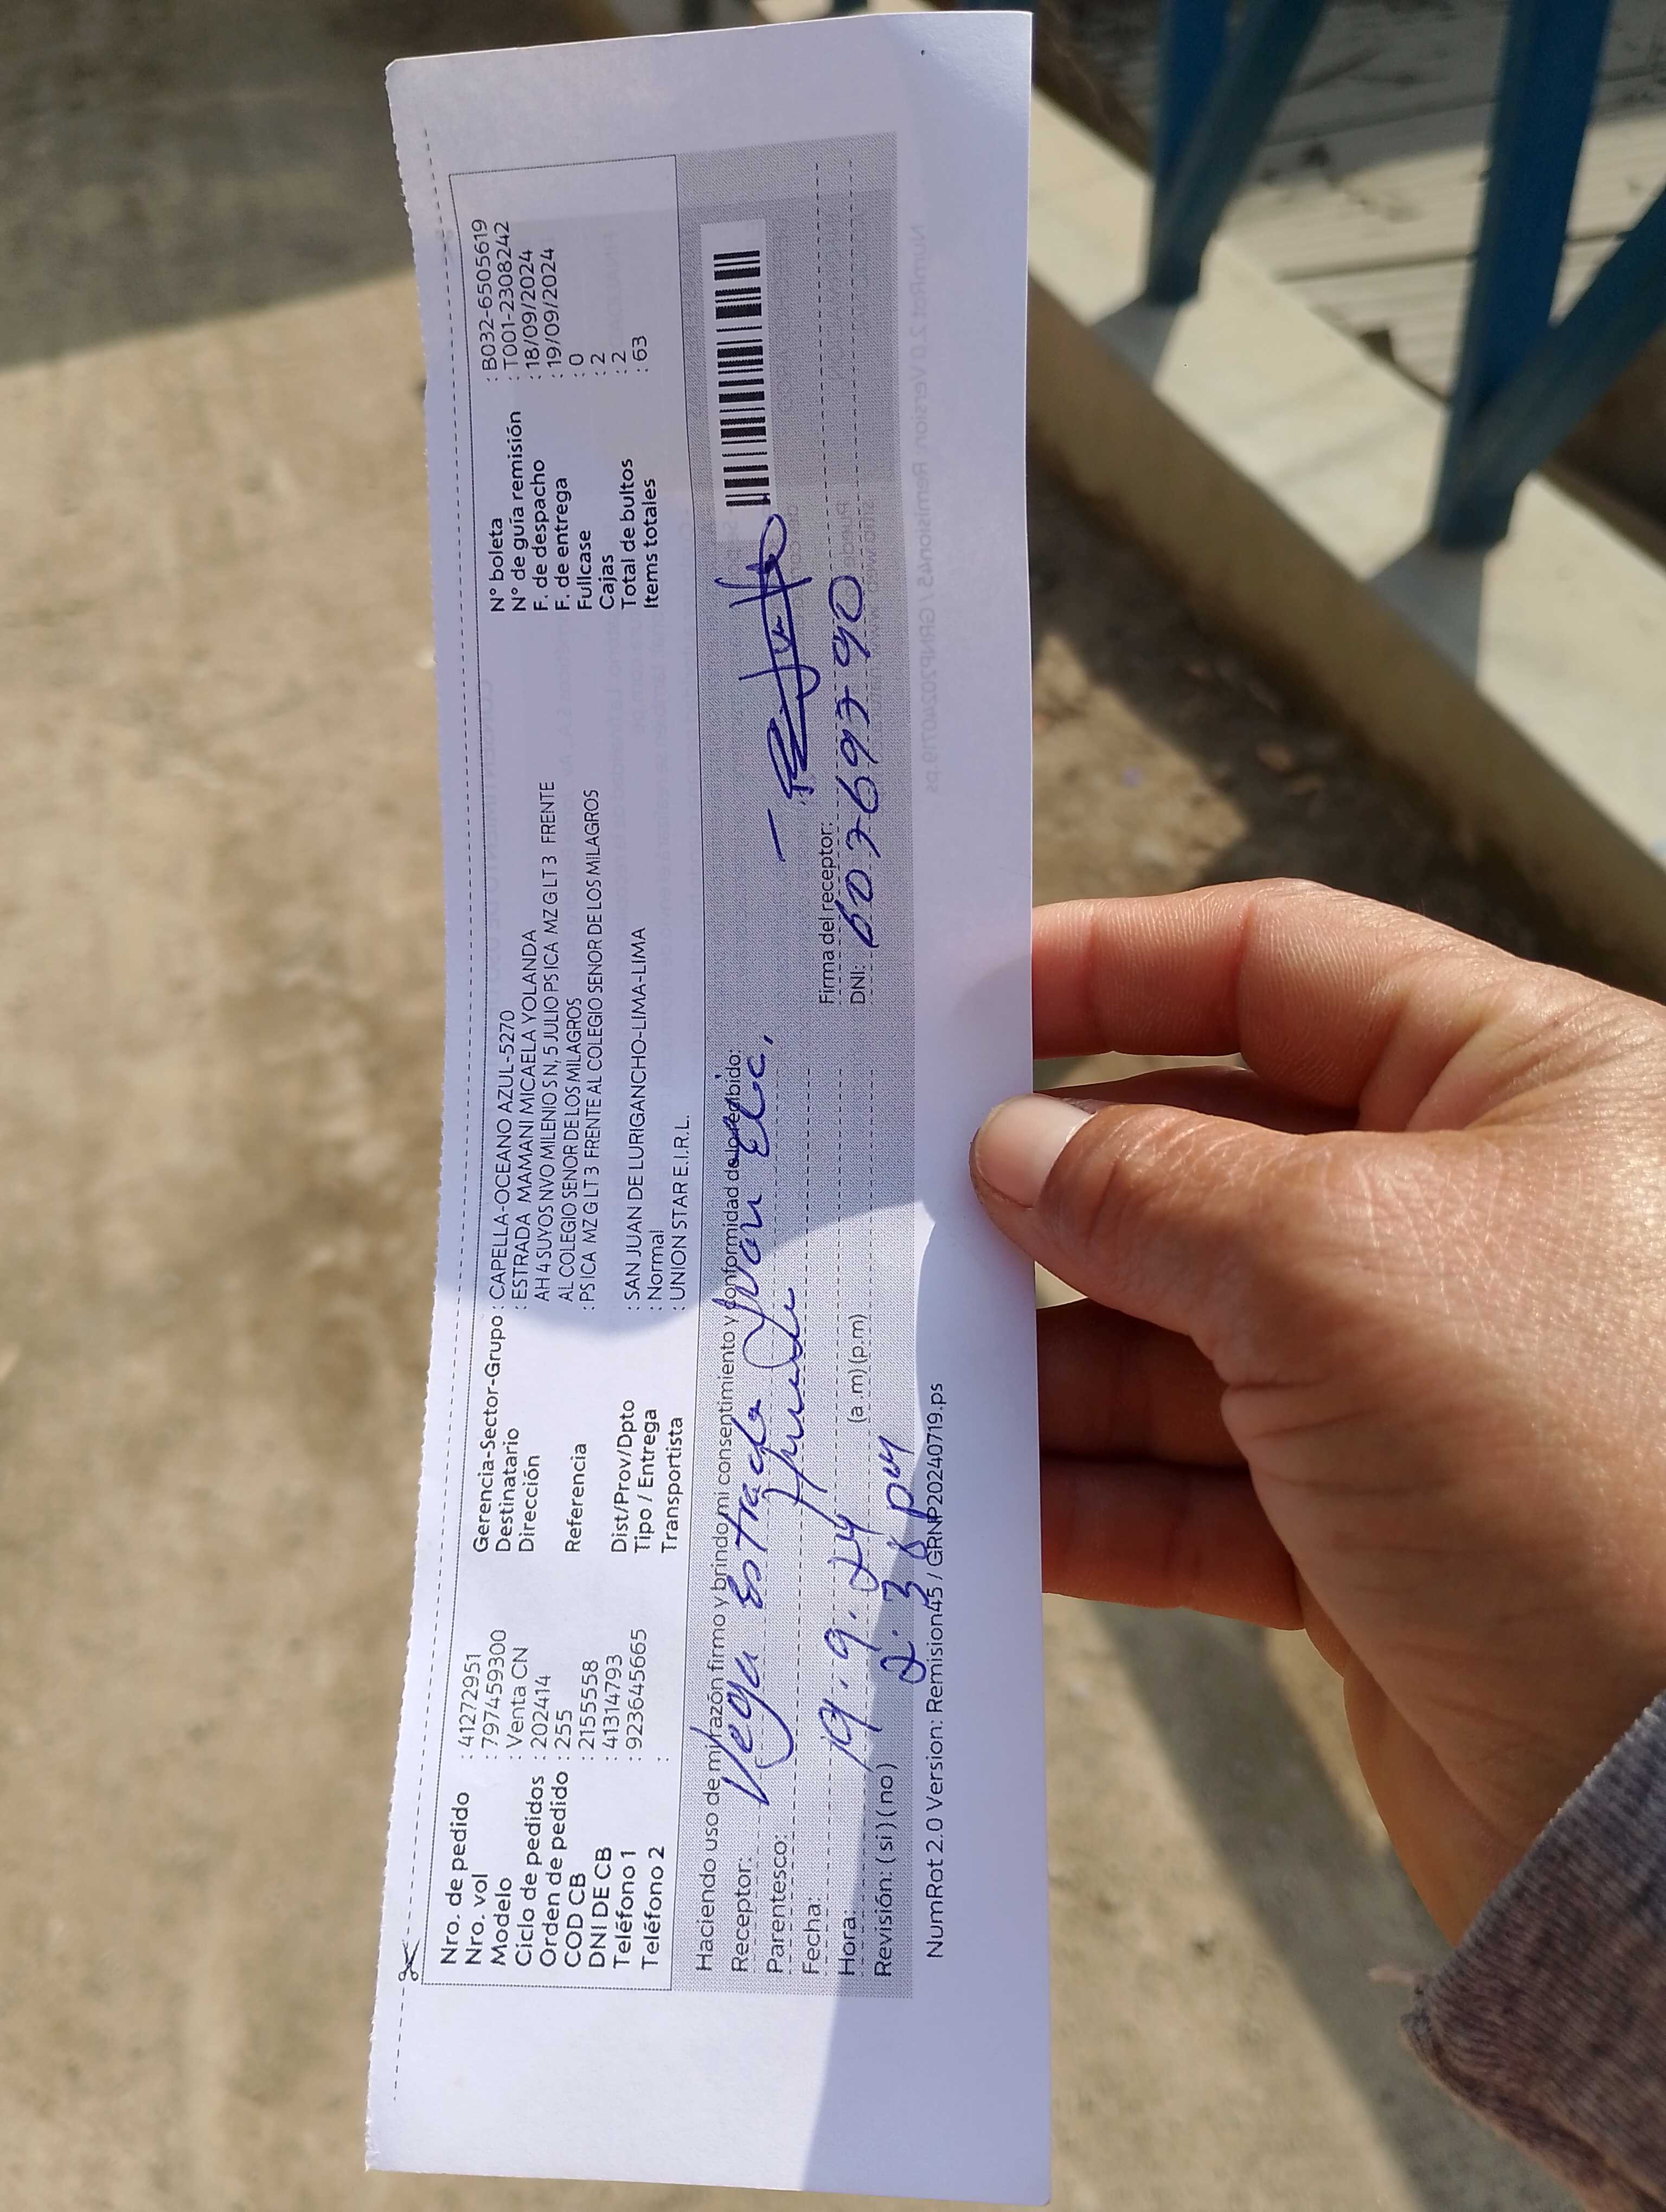 Nro. de pedido : 41272951
Nro. vol : 797459300
Modelo : Venta CN
Ciclo de pedidos : 202414
Orden de pedido : 255
COD CB : 2155558
DNI DE CB : 41314793
Teléfono 1 : 923645665
Teléfono 2 :
Gerencia-Sector-Grupo : CAPELLA-OCEANO AZUL-5270
Destinatario : ESTRADA MAMANI MICAELA YOLANDA
Dirección AH 4 SUYOS NVO MILENIO S N, 5 JULIO PSICA MZ G LT 3 FRENTE
AL COLEGIO SENOR DE LOS MILAGROS
Referencia : PSICA MZ G LT 3 FRENTE AL COLEGIO SENOR DE LOS MILAGROS
Dist/Prov/Dpto : SAN JUAN DE LURIGANCHO-LIMA-LIMA
Tipo / Entrega : Normal
Transportista : UNION STAR E.I.R.L.
N° boleta : B032-6505619
N° de guía remisión : T001-2308242
F. de despacho : 18/09/2024
F. de entrega : 19/09/2024
Fullcase : 0
Cajas : 2
Total de bultos : 2
Items totales : 63
Haciendo uso de mi razón firmo y brindo mi consentimiento y conformidad de lo recibido:
Receptor: Vega Estrada
Parentesco:
Fecha: 19.9.24
Hora: (a.m) (p.m)
2:38 pm
Revisión: ( si ) ( no )
Firma del receptor:
DNI: 60769790
NumRot 2.0 Version: Remision45 / GRNP20240719.ps